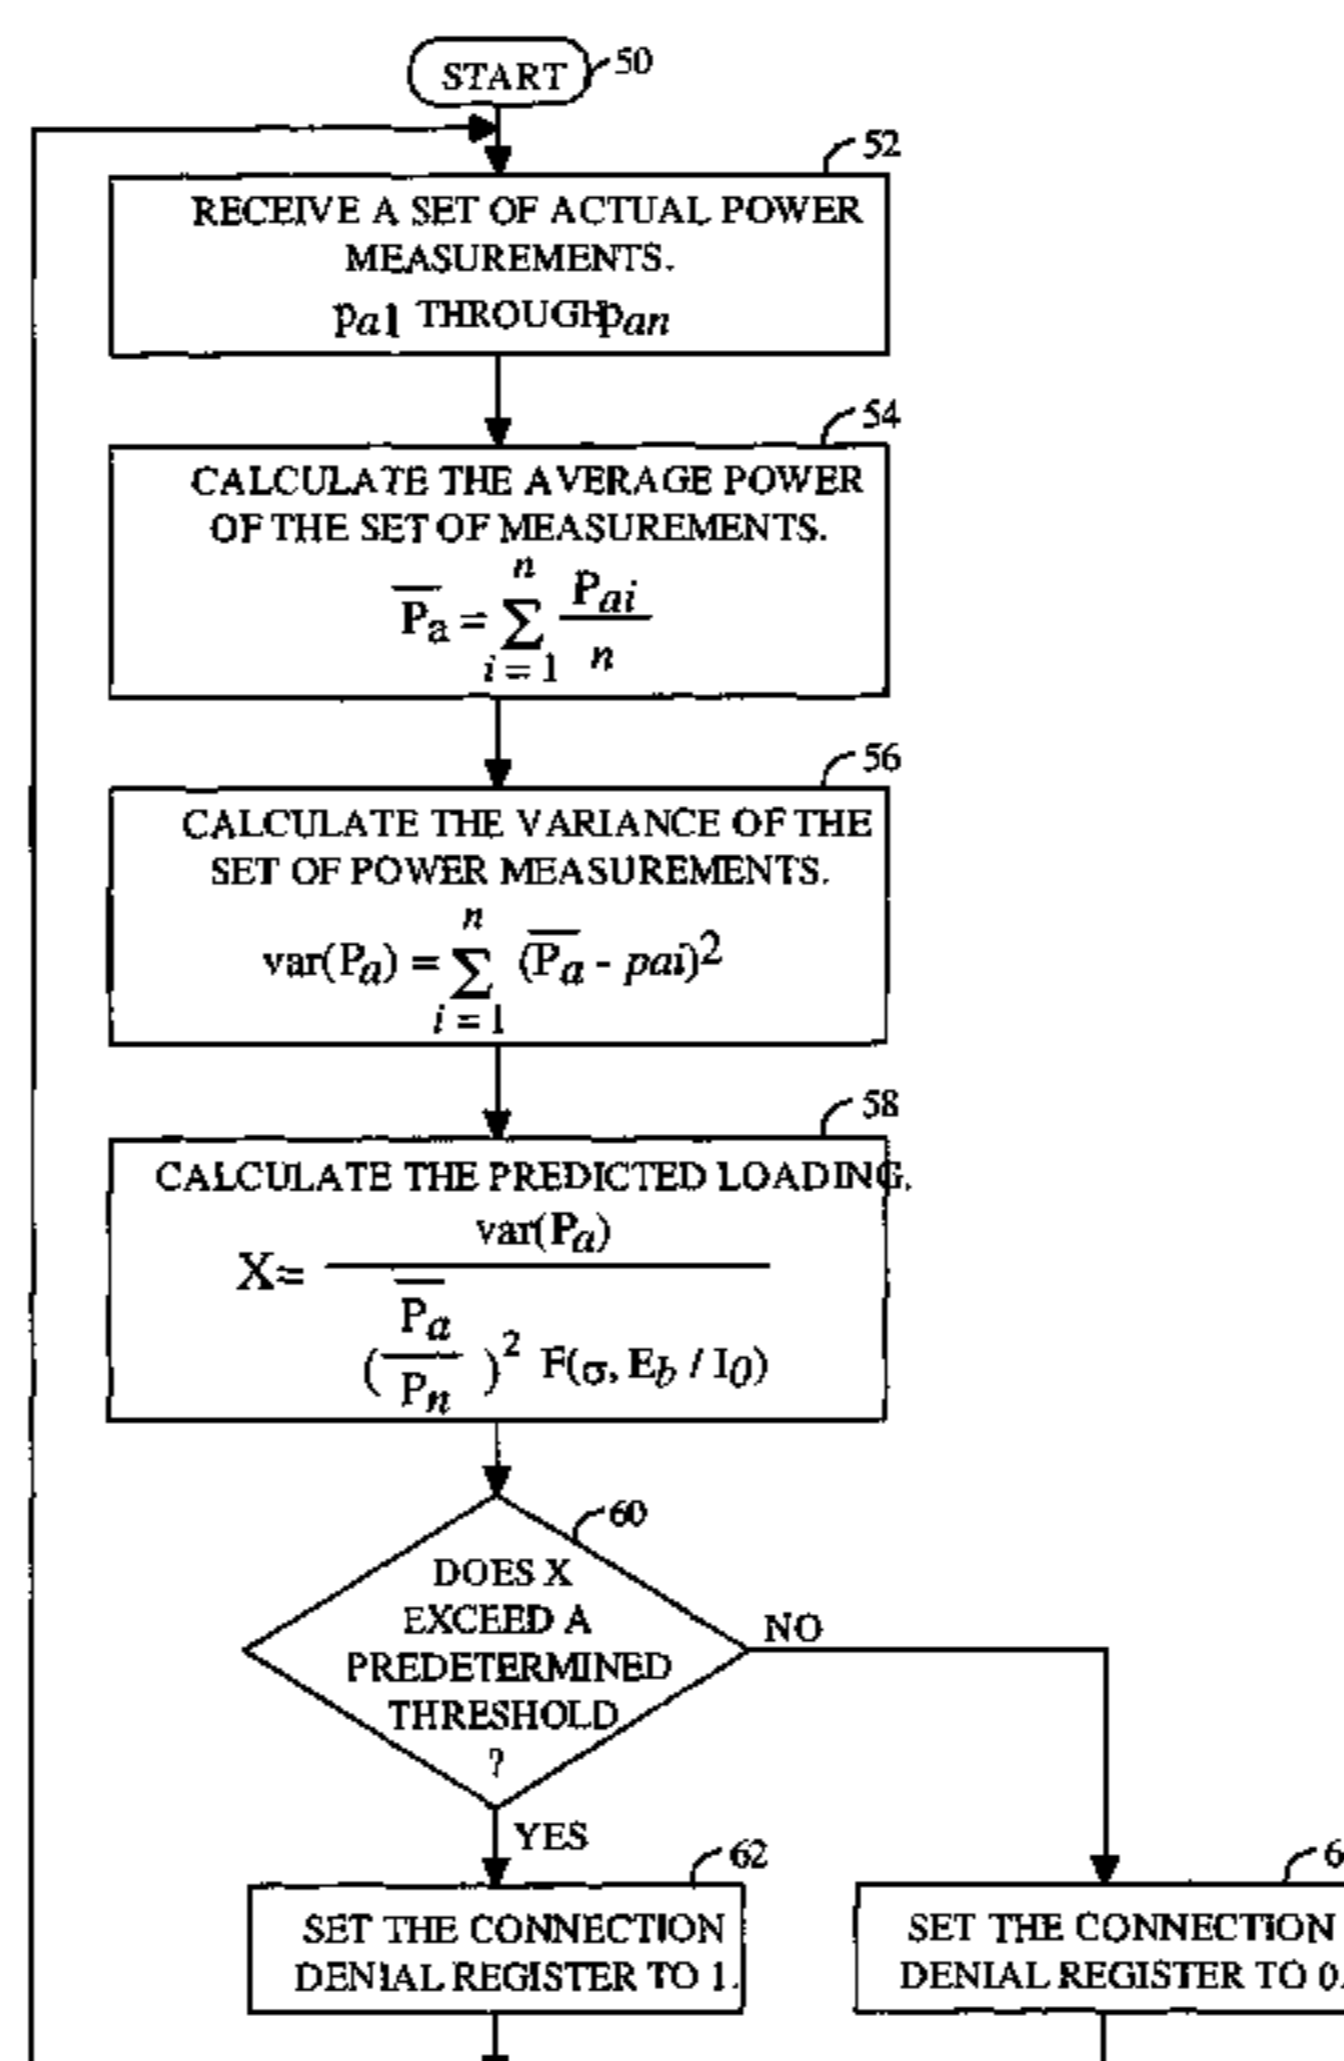 START 50
52
RECEIVE A SET OF ACTUAL POWER
MEASUREMENTS.
pa1 THROUGH pan
54
CALCULATE THE AVERAGE POWER
OF THE SET OF MEASUREMENTS.
n
P̅a = ∑ Pai / n
i = 1
56
CALCULATE THE VARIANCE OF THE
SET OF POWER MEASUREMENTS.
n
var(Pa) = ∑ (P̅a - pai)²
i = 1
58
CALCULATE THE PREDICTED LOADING.
var(Pa)
X=
P̅a
( Pn )² F(σ, Eb / I0)
60
DOES X
EXCEED A
PREDETERMINED
THRESHOLD
?
NO
YES
62
SET THE CONNECTION
DENIAL REGISTER TO 1.
SET THE CONNECTION
DENIAL REGISTER TO 0.